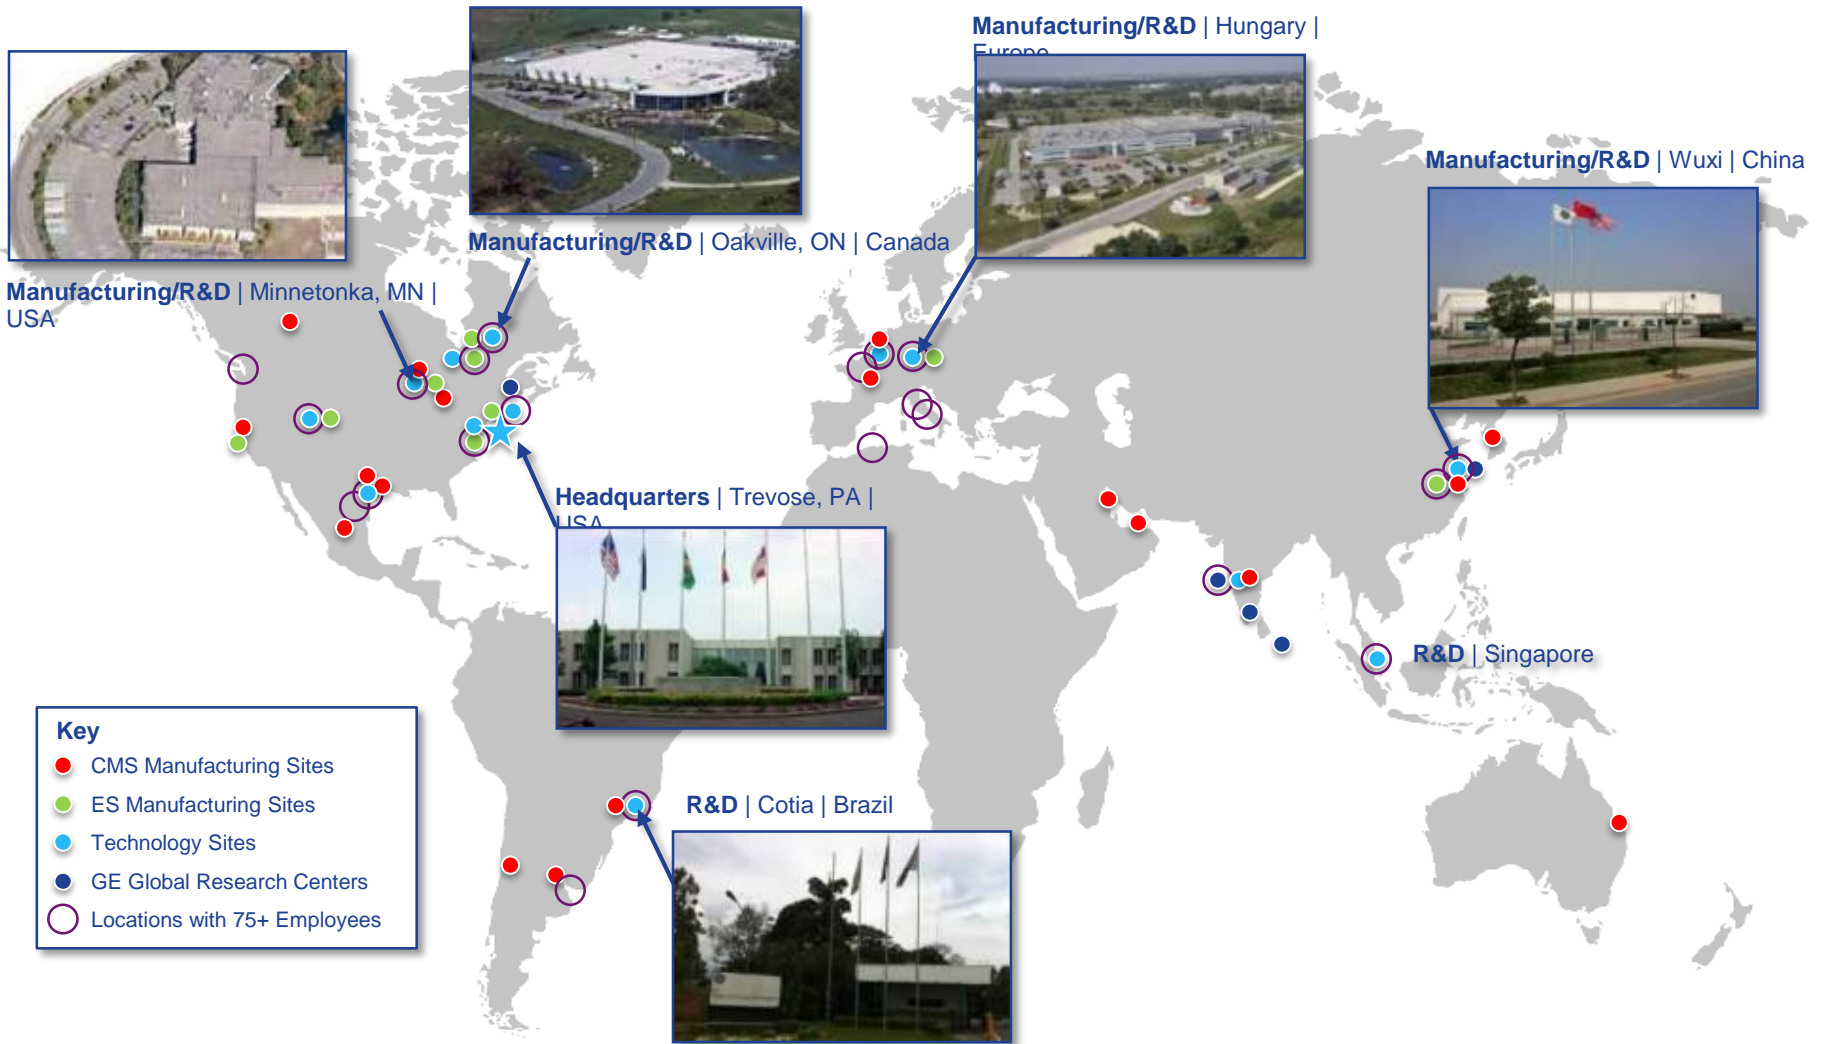 Manufacturing/R&D | Hungary |
Europe
Manufacturing/R&D | Wuxi | China
Manufacturing/R&D | Oakville, ON | Canada
Manufacturing/R&D | Minnetonka, MN |
USA
Headquarters | Trevose, PA |
USA
R&D | Singapore
R&D | Cotia | Brazil
Key
CMS Manufacturing Sites
ES Manufacturing Sites
Technology Sites
GE Global Research Centers
Locations with 75+ Employees